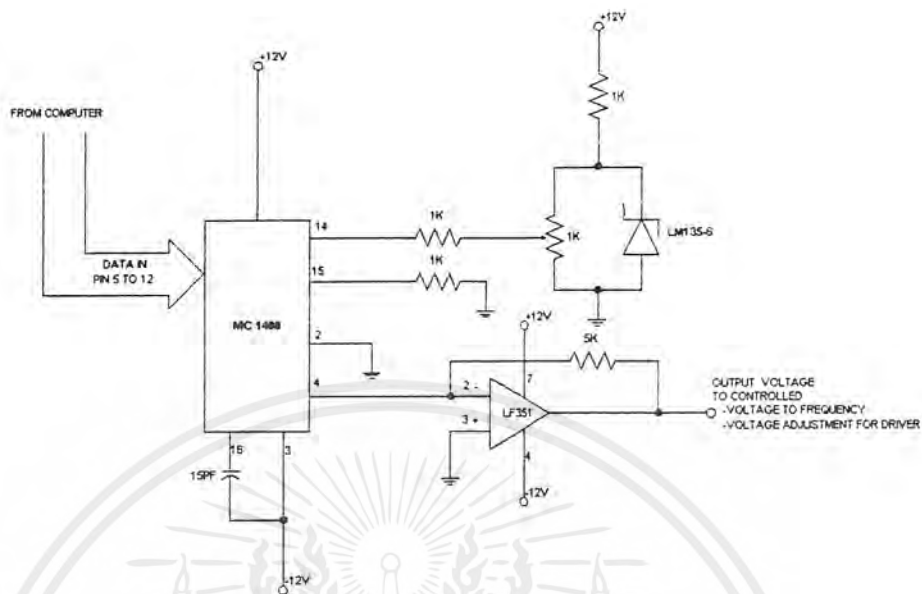 +12V
+12V
1K
FROM COMPUTER
14
1K
1K
LM135-5
DATA IN
PIN 5 TO 12
15
1K
MC 1408
2
+12V
5K
4
2 -
7
LF351
3 +
4
OUTPUT VOLTAGE
TO CONTROLLED
-VOLTAGE TO FREQUENCY
-VOLTAGE ADJUSTMENT FOR DRIVER
16
3
15PF
-12V
-12V